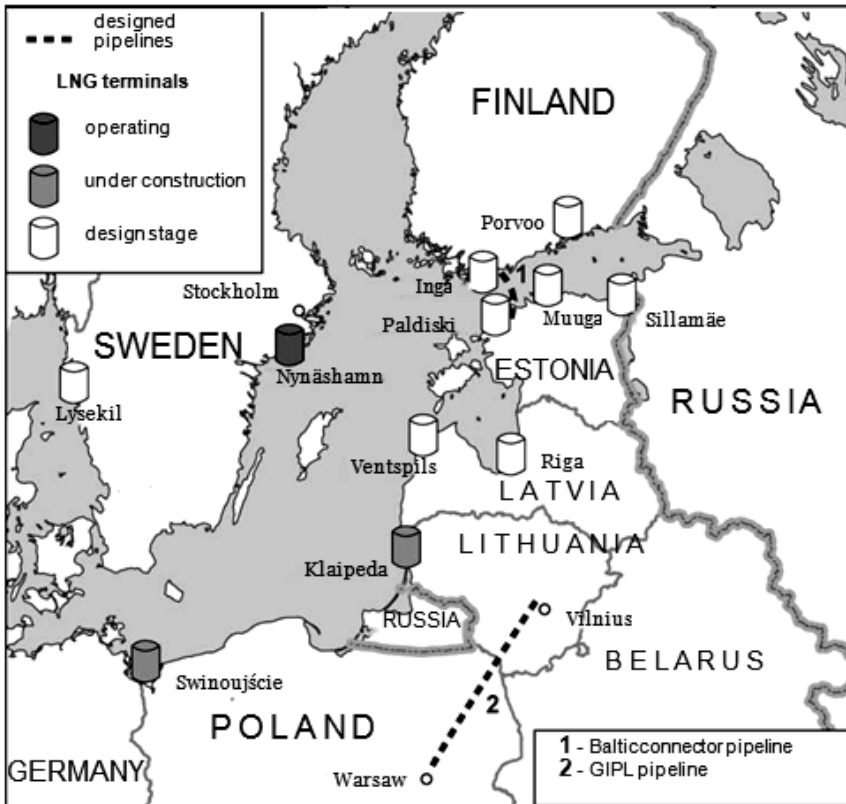 designed
pipelines
LNG terminals
operating
under construction
design stage
FINLAND
Porvoo
Inga
1
Stockholm
Paldiski
Muuga
Sillamäe
SWEDEN
Nynäshamn
ESTONIA
RUSSIA
Lysekil
Ventspils
Riga
LATVIA
LITHUANIA
Klaipeda
RUSSIA
Vilnius
BELARUS
Swinoujście
2
POLAND
GERMANY
Warsaw
1 - Balticconnector pipeline
2 - GIPL pipeline